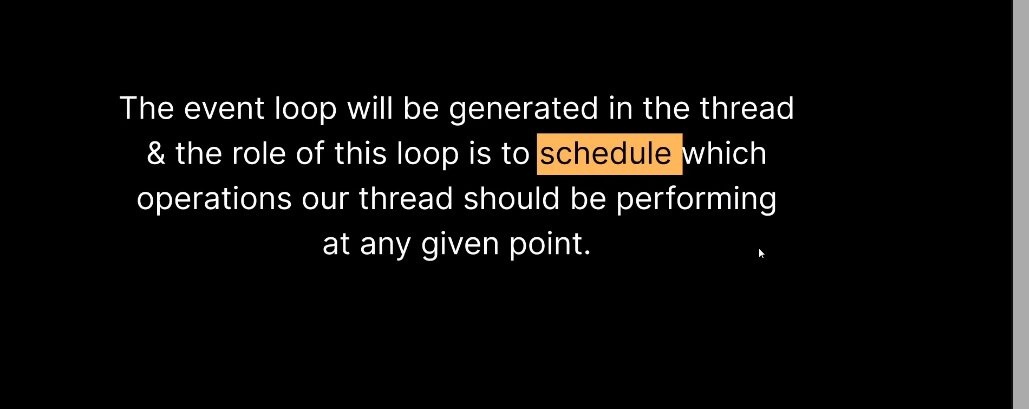 The event loop will be generated in the thread
& the role of this loop is to schedule which
operations our thread should be performing
at any given point.